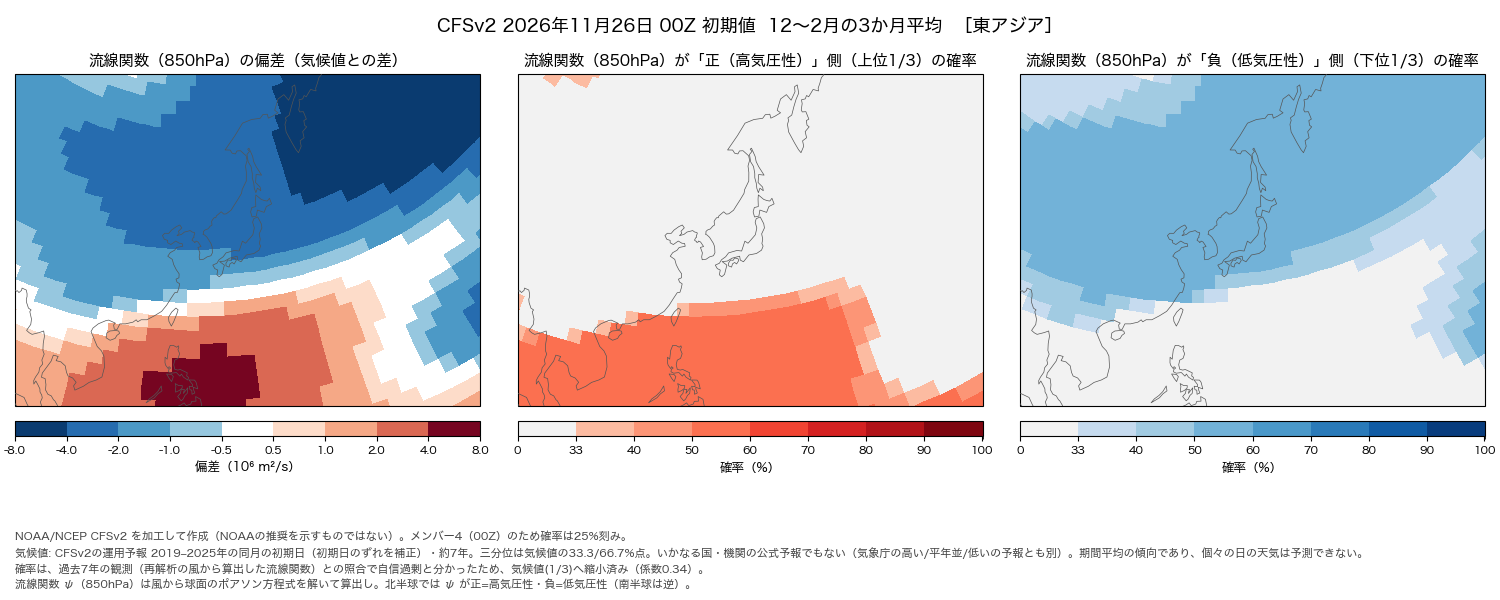 CFSv2 2026年11月26日 00Z 初期値 12～2月の3か月平均 ［東アジア］
流線関数（850hPa）の偏差（気候値との差）
流線関数（850hPa）が「正（高気圧性）」側（上位1/3）の確率
流線関数（850hPa）が「負（低気圧性）」側（下位1/3）の確率
-8.0 -4.0 -2.0 -1.0 -0.5 0.5 1.0 2.0 4.0 8.0
偏差（10⁶ m²/s）
0 33 40 50 60 70 80 90 100
確率（%）
0 33 40 50 60 70 80 90 100
確率（%）
NOAA/NCEP CFSv2 を加工して作成（NOAAの推奨を示すものではない）。メンバー4（00Z）のため確率は25%刻み。
気候値: CFSv2の運用予報 2019–2025年の同月の初期日（初期日のずれを補正）・約7年。三分位は気候値の33.3/66.7%点。いかなる国・機関の公式予報でもない（気象庁の高い/平年並/低いの予報とも別）。期間平均の傾向であり、個々の日の天気は予測できない。
確率は、過去7年の観測（再解析の風から算出した流線関数）との照合で自信過剰と分かったため、気候値(1/3)へ縮小済み（係数0.34）。
流線関数 ψ（850hPa）は風から球面のポアソン方程式を解いて算出し。北半球では ψ が正=高気圧性・負=低気圧性（南半球は逆）。